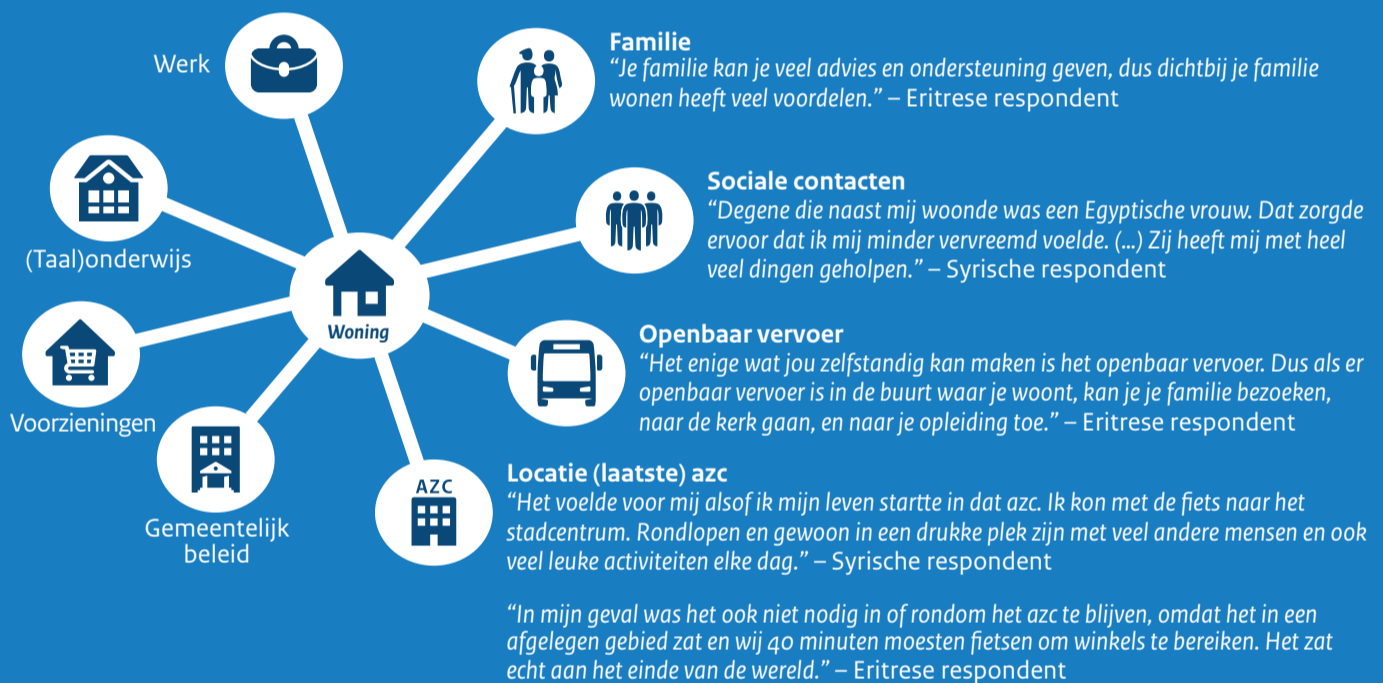 Werk
(Taal)onderwijs
Voorzieningen
Gemeentelijk
beleid
Woning
Familie
“Je familie kan je veel advies en ondersteuning geven, dus dichtbij je familie
wonen heeft veel voordelen.” – Eritrese respondent
Sociale contacten
“Degene die naast mij woonde was een Egyptische vrouw. Dat zorgde
ervoor dat ik mij minder vervreemd voelde. (...) Zij heeft mij met heel
veel dingen geholpen.” – Syrische respondent
Openbaar vervoer
“Het enige wat jou zelfstandig kan maken is het openbaar vervoer. Dus als er
openbaar vervoer is in de buurt waar je woont, kan je je familie bezoeken,
naar de kerk gaan, en naar je opleiding toe.” – Eritrese respondent
AZC
Locatie (laatste) azc
“Het voelde voor mij alsof ik mijn leven startte in dat azc. Ik kon met de fiets naar het
stadcentrum. Rondlopen en gewoon in een drukke plek zijn met veel andere mensen en ook
veel leuke activiteiten elke dag.” – Syrische respondent
“In mijn geval was het ook niet nodig in of rondom het azc te blijven, omdat het in een
afgelegen gebied zat en wij 40 minuten moesten fietsen om winkels te bereiken. Het zat
echt aan het einde van de wereld.” – Eritrese respondent